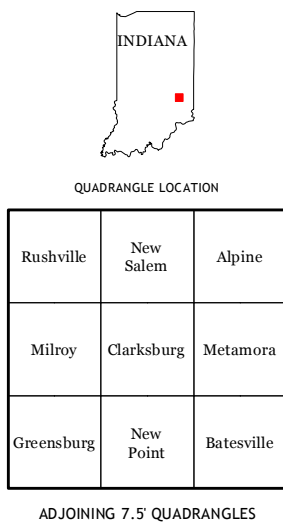 INDIANA
QUADRANGLE LOCATION
Rushville
New
Salem
Alpine
Milroy
Clarksburg
Metamora
Greensburg
New
Point
Batesville
ADJOINING 7.5' QUADRANGLES